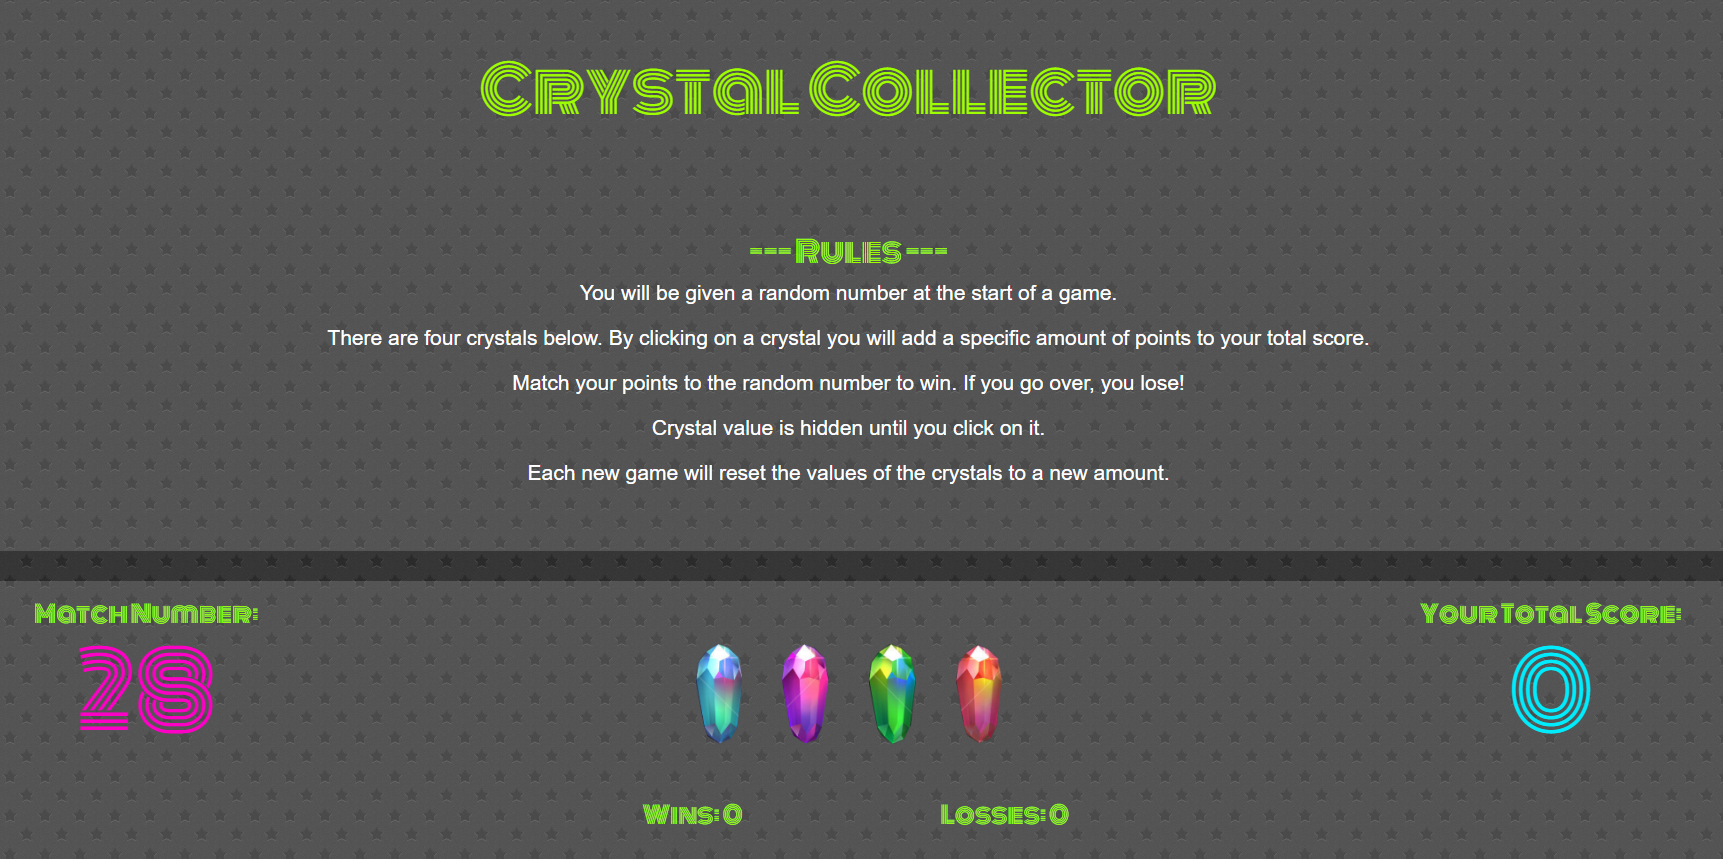 Crystal Collector
--- Rules ---
You will be given a random number at the start of a game.
There are four crystals below. By clicking on a crystal you will add a specific amount of points to your total score.
Match your points to the random number to win. If you go over, you lose!
Crystal value is hidden until you click on it.
Each new game will reset the values of the crystals to a new amount.
Match Number:
28
Your Total Score:
0
Wins: 0
Losses: 0